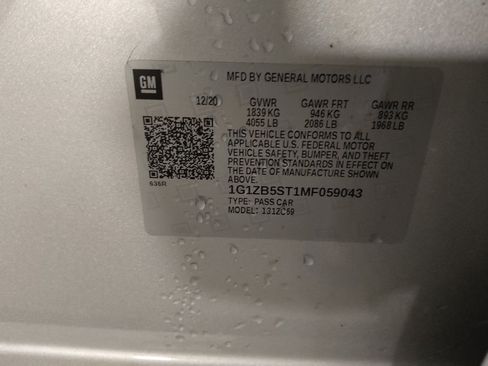 GM
MFD BY GENERAL MOTORS LLC
12/20 GVWR GAWR FRT GAWR RR
1839 KG 946 KG 893 KG
4055 LB 2086 LB 1968 LB
THIS VEHICLE CONFORMS TO ALL
APPLICABLE U.S. FEDERAL MOTOR
VEHICLE SAFETY, BUMPER, AND THEFT
PREVENTION STANDARDS IN EFFECT ON
THE DATE OF MANUFACTURE SHOWN
ABOVE.
636R
1G1ZB5ST1MF059043
TYPE: PASS CAR
MODEL: 131ZC69